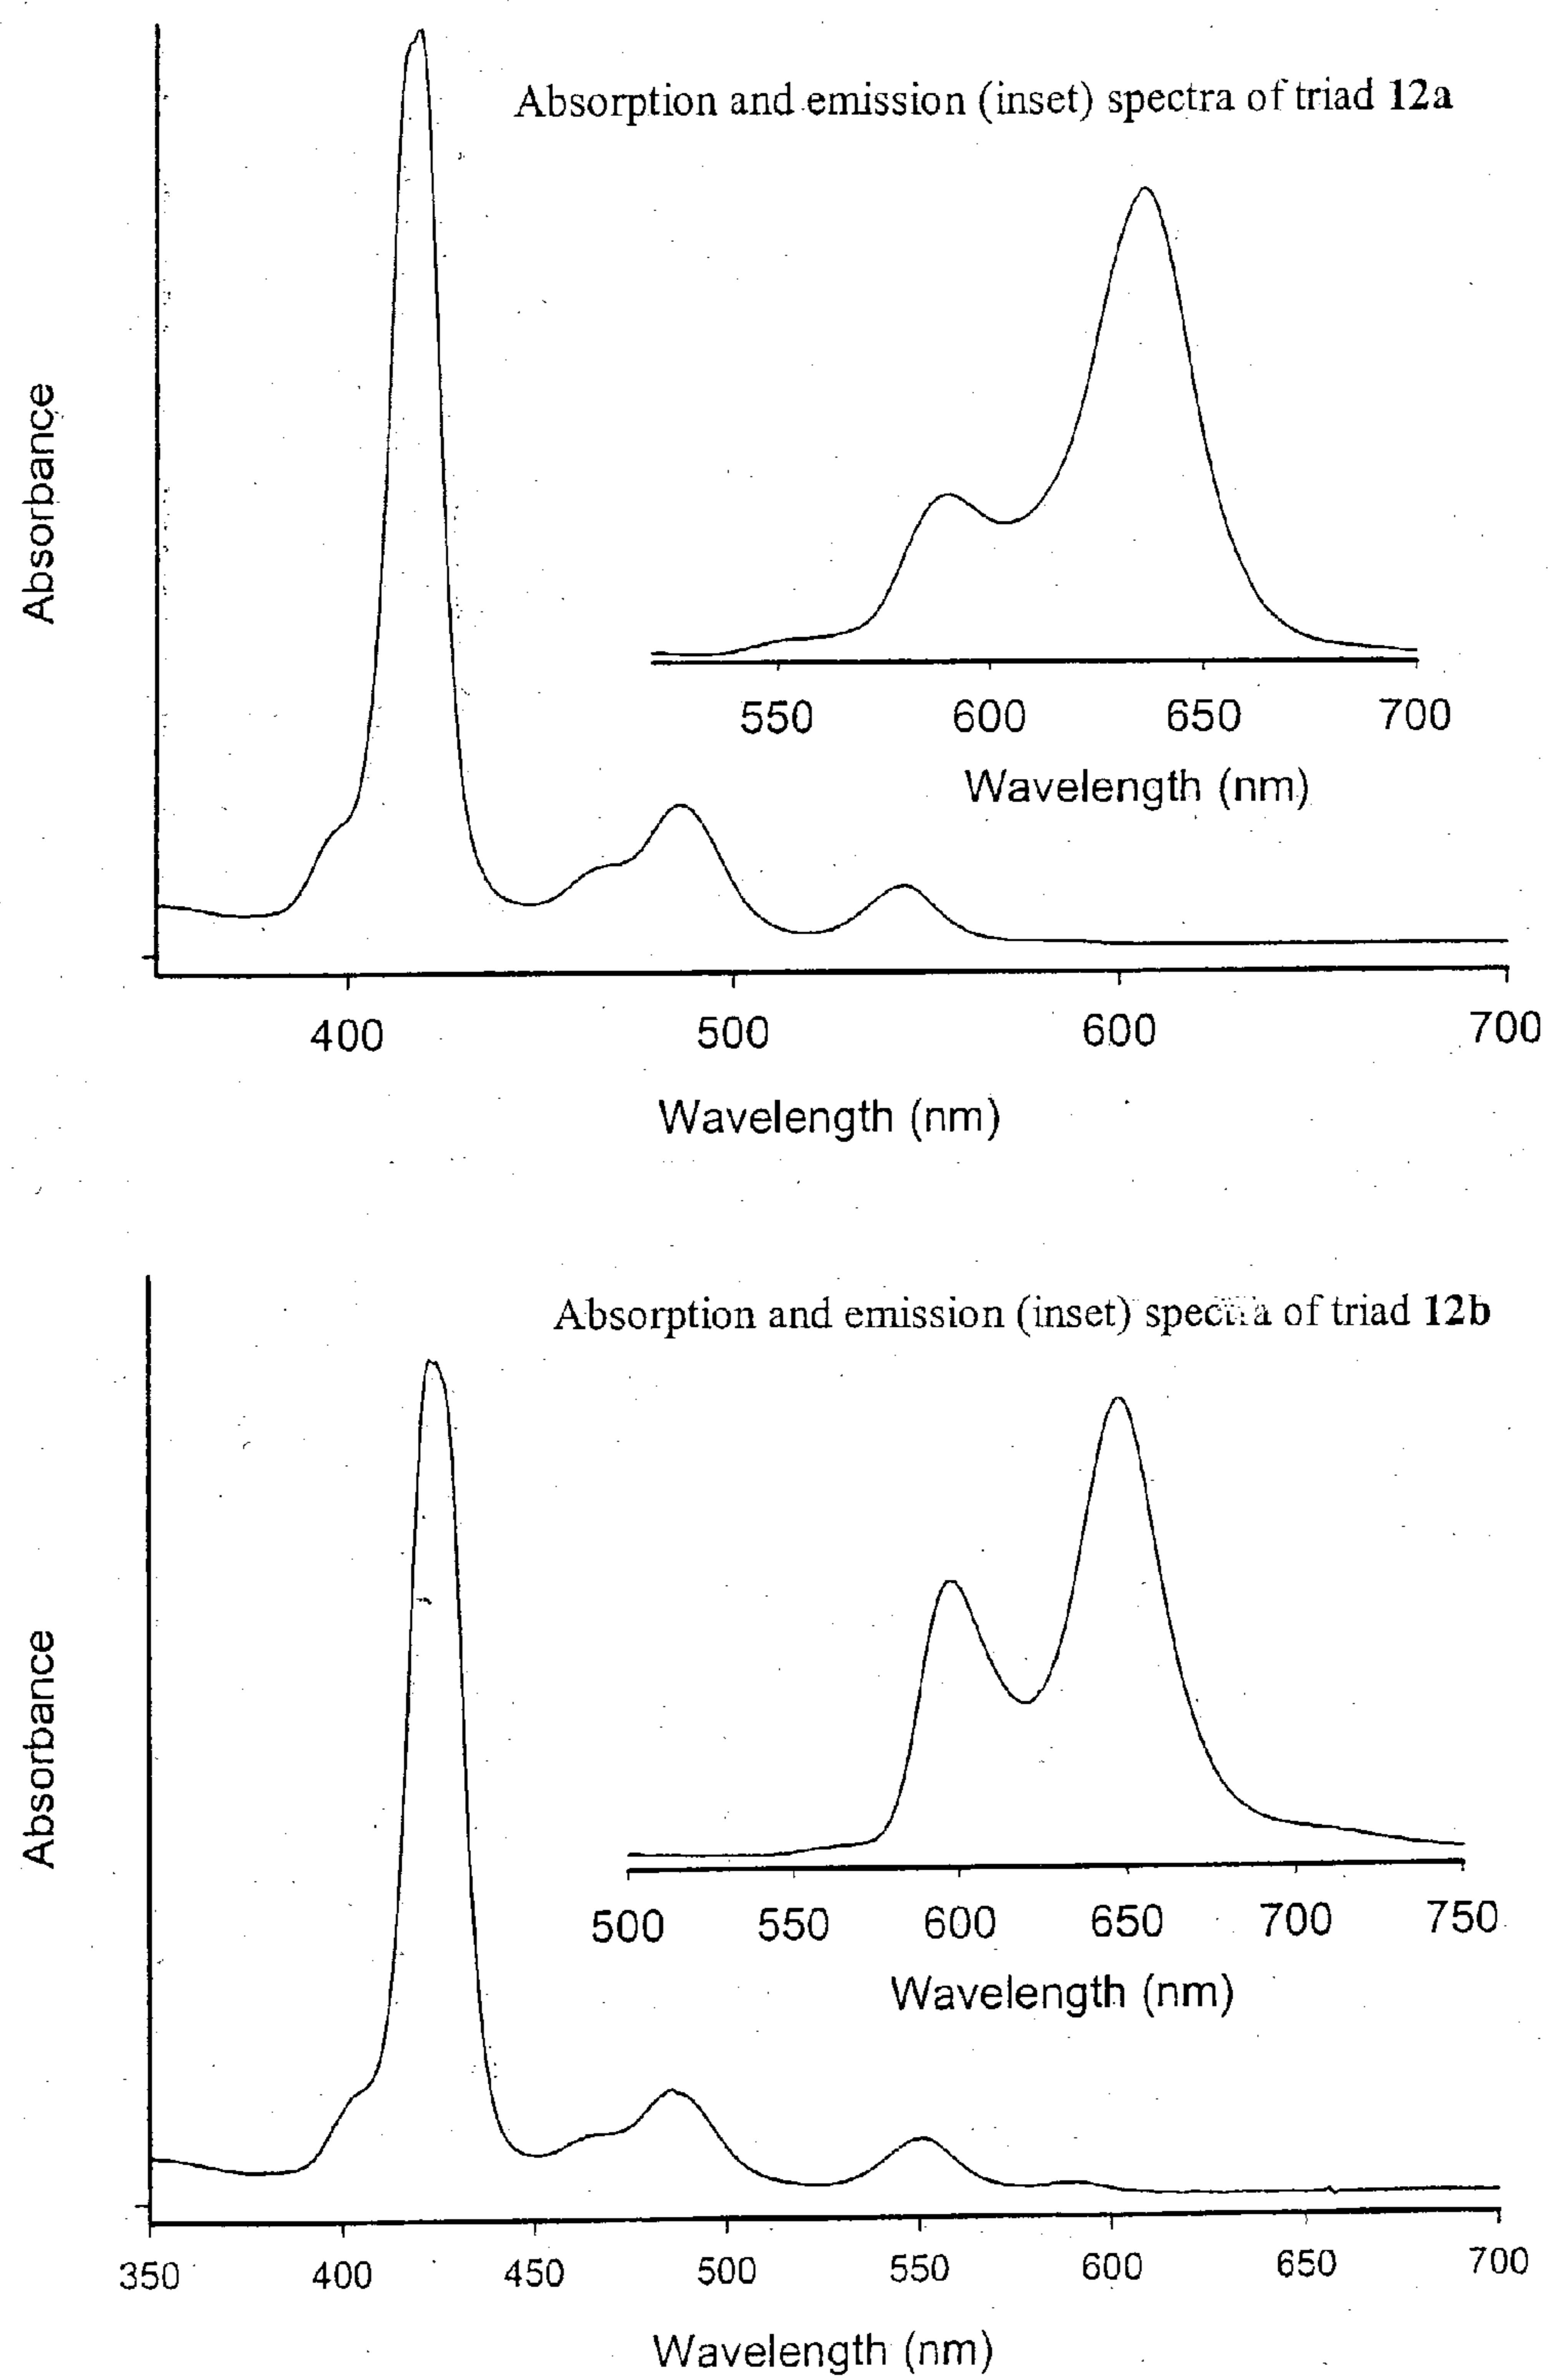 Absorption and emission (inset) spectra of triad 12a
Absorbance
550 600 650 700
Wavelength (nm)
400 500 600 700
Wavelength (nm)
Absorption and emission (inset) spectra of triad 12b
Absorbance
500 550 600 650 700 750
Wavelength (nm)
350 400 450 500 550 600 650 700
Wavelength (nm)